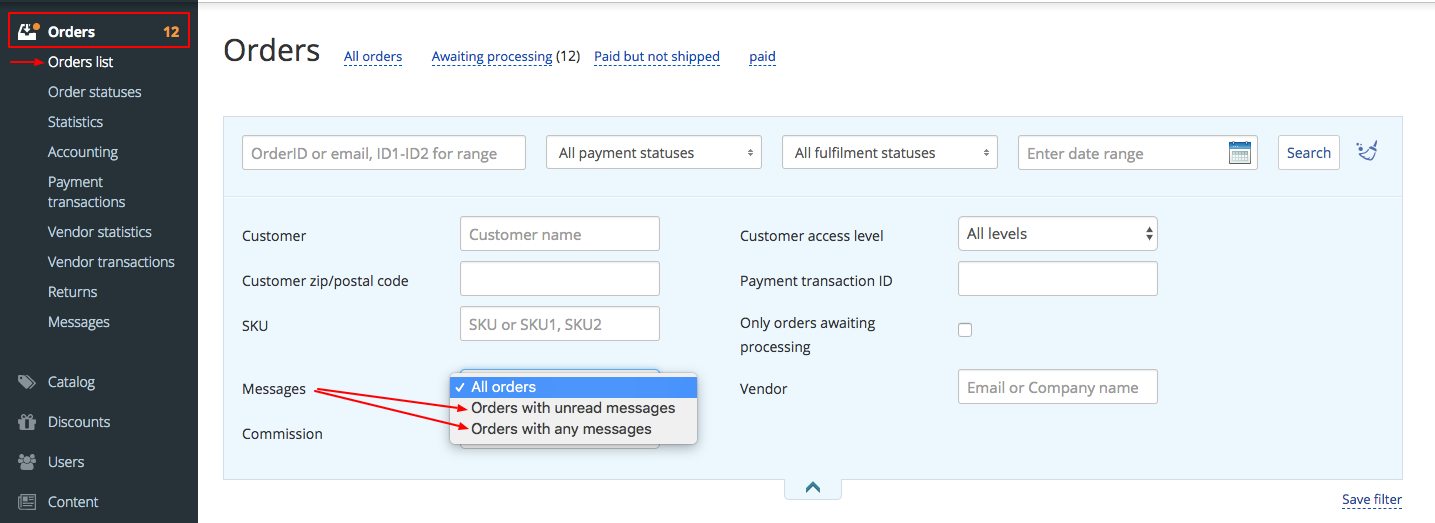 Orders 12
Orders list
Order statuses
Statistics
Accounting
Payment
transactions
Vendor statistics
Vendor transactions
Returns
Messages
Catalog
Discounts
Users
Content
Orders All orders Awaiting processing (12) Paid but not shipped paid
OrderID or email, ID1-ID2 for range All payment statuses All fulfilment statuses Enter date range Search
Customer Customer name Customer access level All levels
Customer zip/postal code Payment transaction ID
SKU SKU or SKU1, SKU2 Only orders awaiting
processing
Messages ✓ All orders Vendor Email or Company name
Orders with unread messages
Orders with any messages
Commission
Save filter